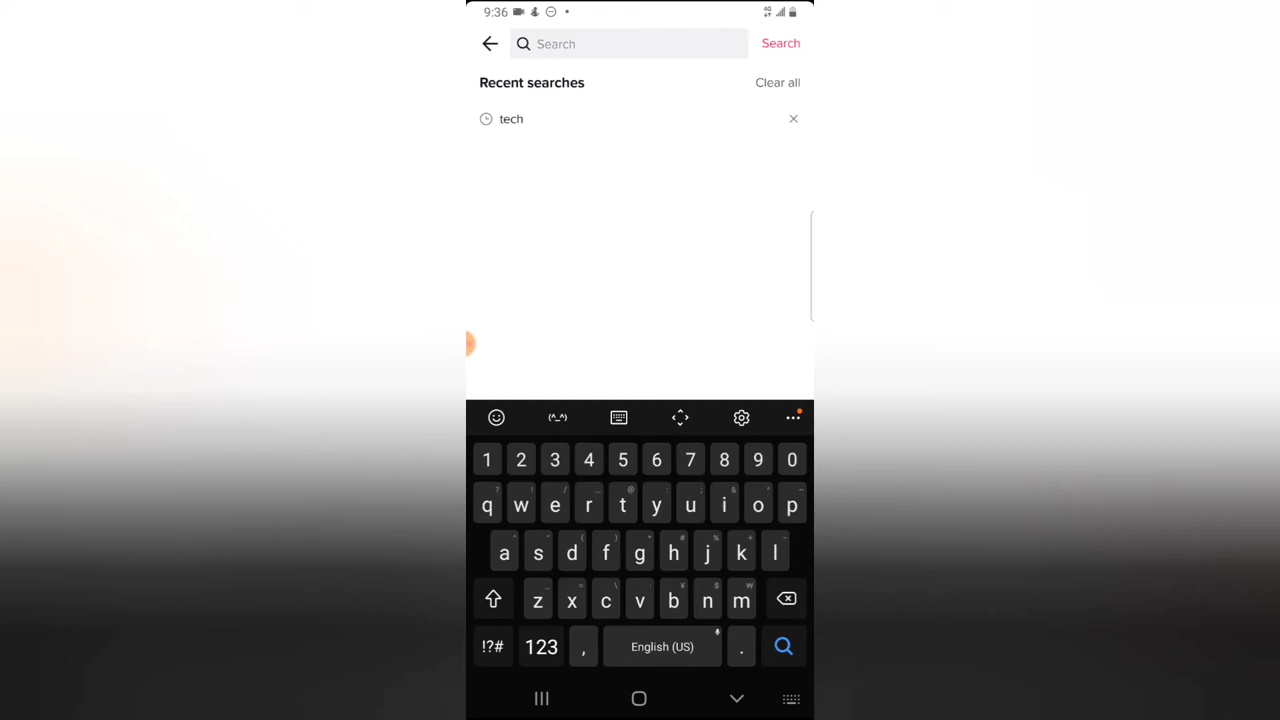 9:36 4G
Search Search
Recent searches Clear all
tech
(^_^)
1 2 3 4 5 6 7 8 9 0
q w e r t y u i o p
a s d f g h j k l
z x c v b n m
!?# 123 , English (US) .